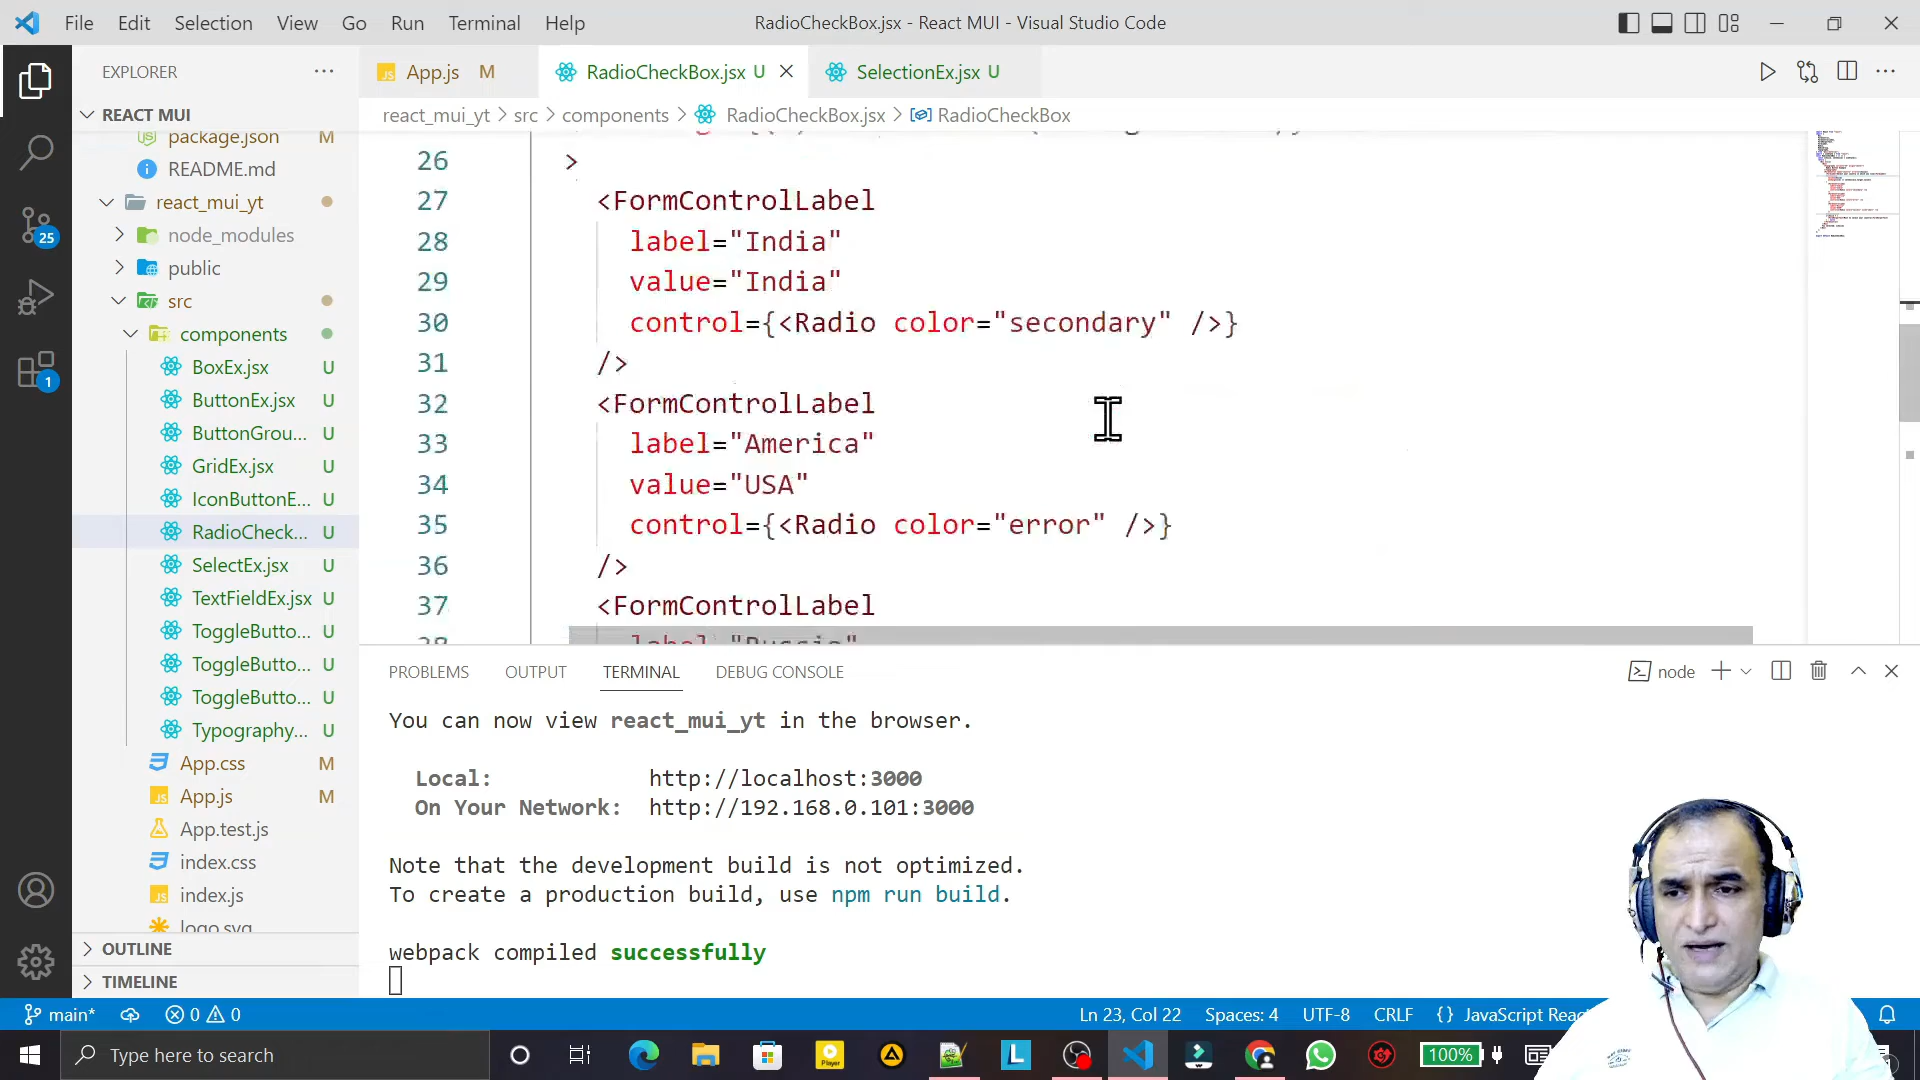 File Edit Selection View Go Run Terminal Help
RadioCheckBox.jsx - React MUI - Visual Studio Code
EXPLORER
App.js M
RadioCheckBox.jsx U
SelectionEx.jsx U
REACT MUI
react_mui_yt > src > components > RadioCheckBox.jsx > RadioCheckBox
package.json M
README.md
react_mui_yt
node_modules
public
src
components
BoxEx.jsx U
ButtonEx.jsx U
ButtonGrou... U
GridEx.jsx U
IconButtonE... U
RadioCheck... U
SelectEx.jsx U
TextFieldEx.jsx U
ToggleButto... U
ToggleButto... U
ToggleButto... U
Typography... U
App.css M
App.js M
App.test.js
index.css
index.js
logo.svg
OUTLINE
TIMELINE
25
1
26 >
27 <FormControlLabel
28 label="India"
29 value="India"
30 control={<Radio color="secondary" />}
31 />
32 <FormControlLabel
33 label="America"
34 value="USA"
35 control={<Radio color="error" />}
36 />
37 <FormControlLabel
38 label="Russia"
PROBLEMS OUTPUT TERMINAL DEBUG CONSOLE
node
You can now view react_mui_yt in the browser.
Local: http://localhost:3000
On Your Network: http://192.168.0.101:3000
Note that the development build is not optimized.
To create a production build, use npm run build.
webpack compiled successfully
main* 0 0
Ln 23, Col 22 Spaces: 4 UTF-8 CRLF {} JavaScript Reac
Type here to search
Player
L
100%